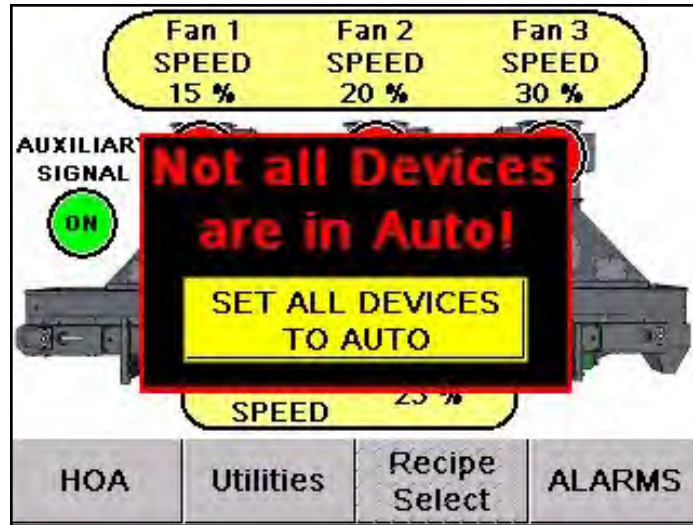 Fan 1 Fan 2 Fan 3
SPEED SPEED SPEED
15 % 20 % 30 %
AUXILIARY
SIGNAL
ON
Not all Devices
are in Auto!
SET ALL DEVICES
TO AUTO
SPEED 25 %
HOA Utilities Recipe Select ALARMS